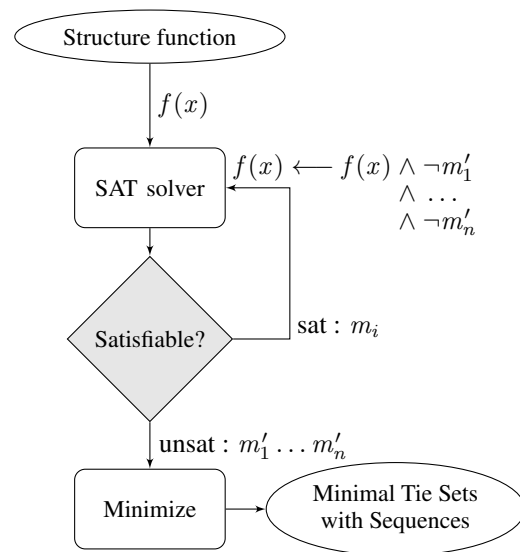 Structure function
f(x)
f(x) ⟵ f(x) ∧ ¬m′₁
∧ …
∧ ¬m′ₙ
SAT solver
Satisfiable?
sat : mᵢ
unsat : m′₁ … m′ₙ
Minimize
Minimal Tie Sets
with Sequences